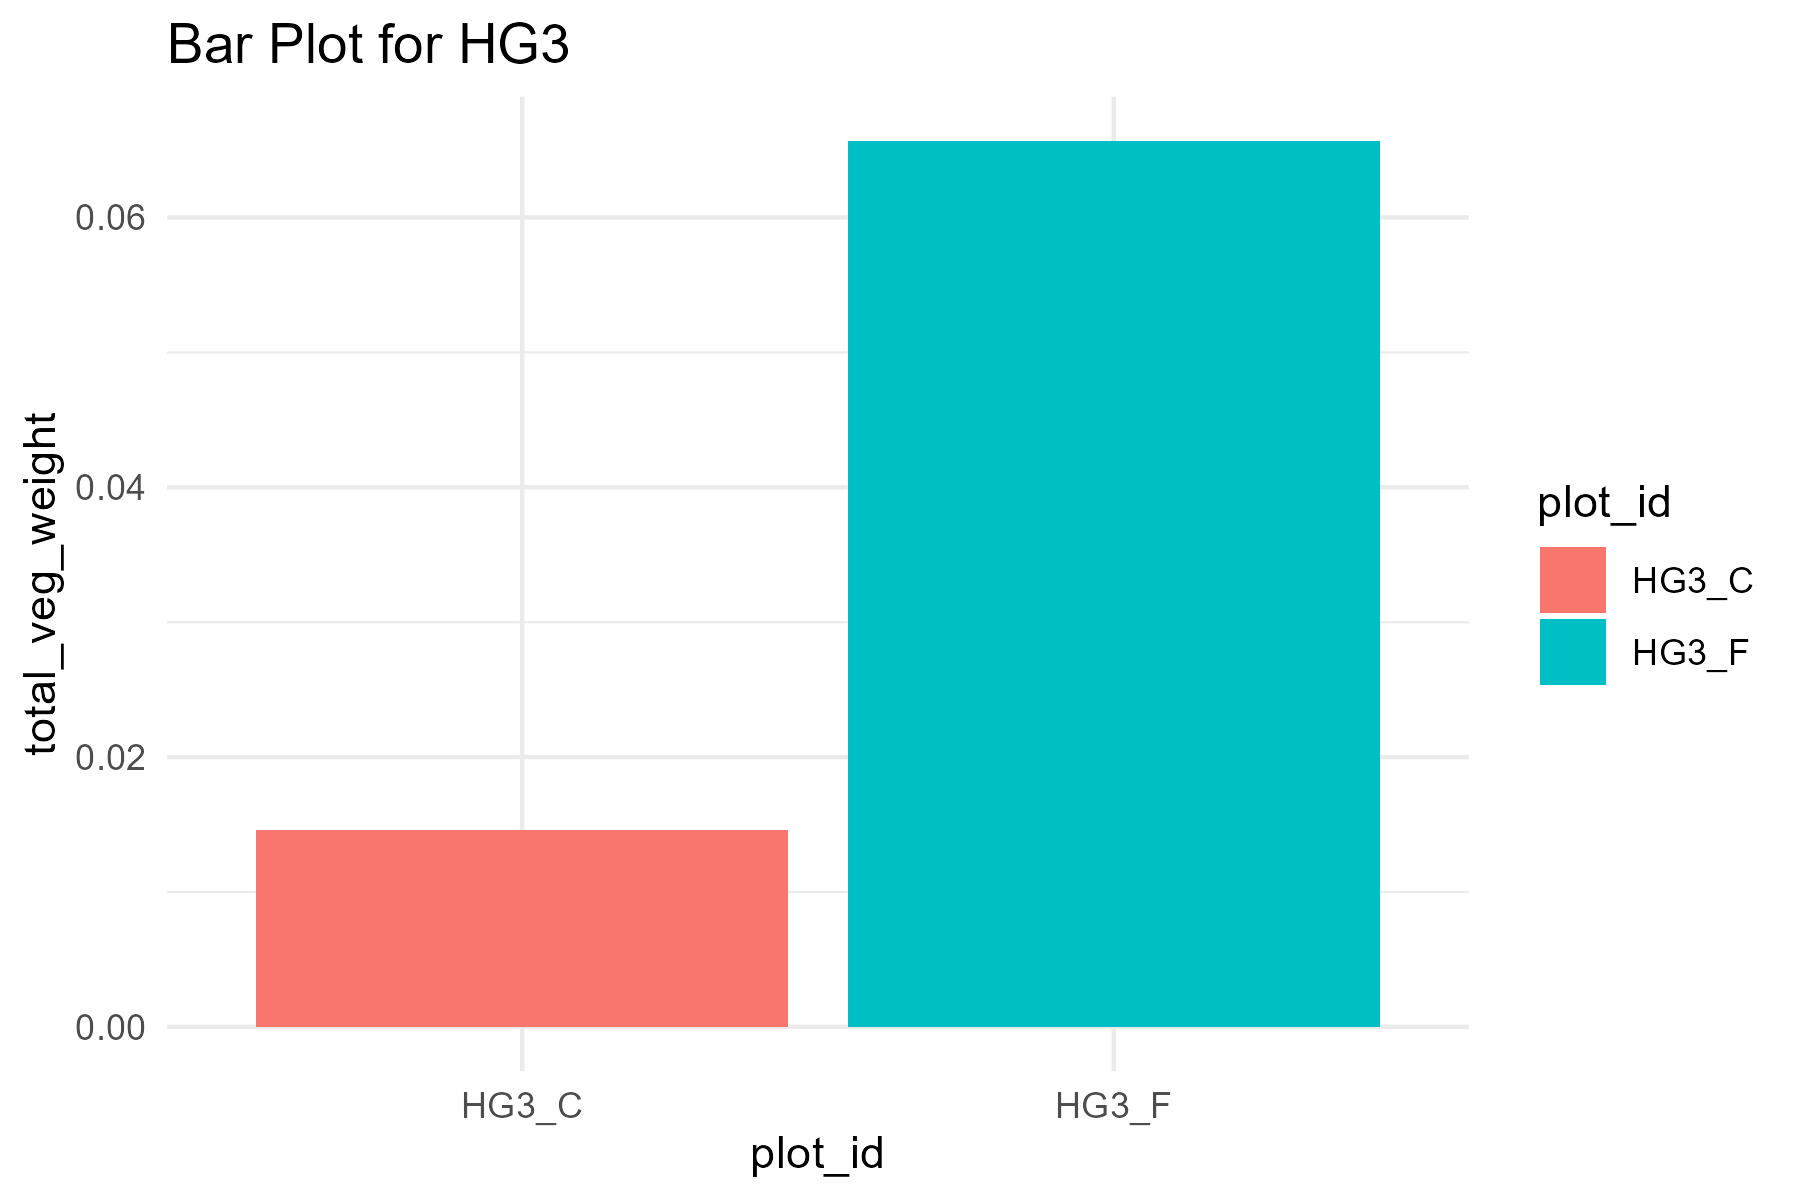 Bar Plot for HG3
total_veg_weight
0.06
0.04
0.02
0.00
HG3_C
HG3_F
plot_id
plot_id
HG3_C
HG3_F